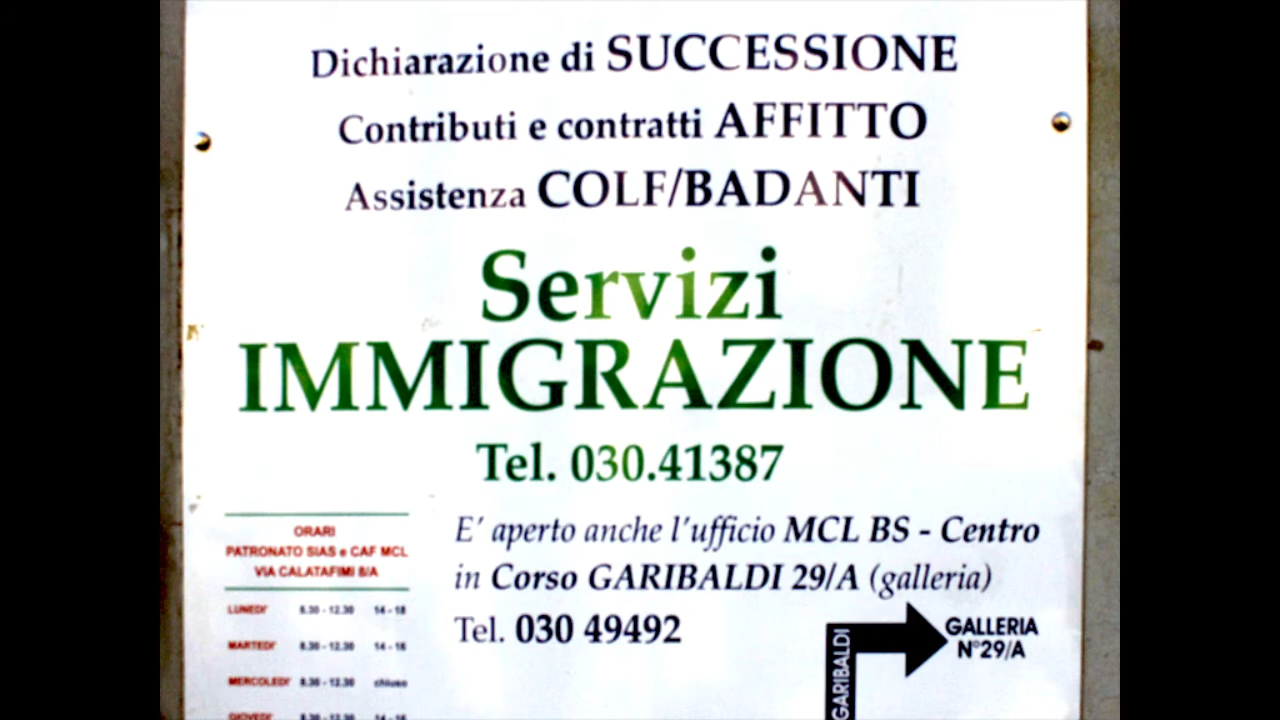 Dichiarazione di SUCCESSIONE
Contributi e contratti AFFITTO
Assistenza COLF/BADANTI
Servizi
IMMIGRAZIONE
Tel. 030.41387
ORARI
PATRONATO SIAS e CAF MCL
VIA CALATAFIMI 8/A
LUNEDI' 8.30 - 12.30 14 - 18
MARTEDI' 8.30 - 12.30 14 - 16
MERCOLEDI' 8.30 - 12.30 chiuso
GIOVEDI'
E' aperto anche l'ufficio MCL BS - Centro
in Corso GARIBALDI 29/A (galleria)
Tel. 030 49492
GARIBALDI
GALLERIA
N°29/A